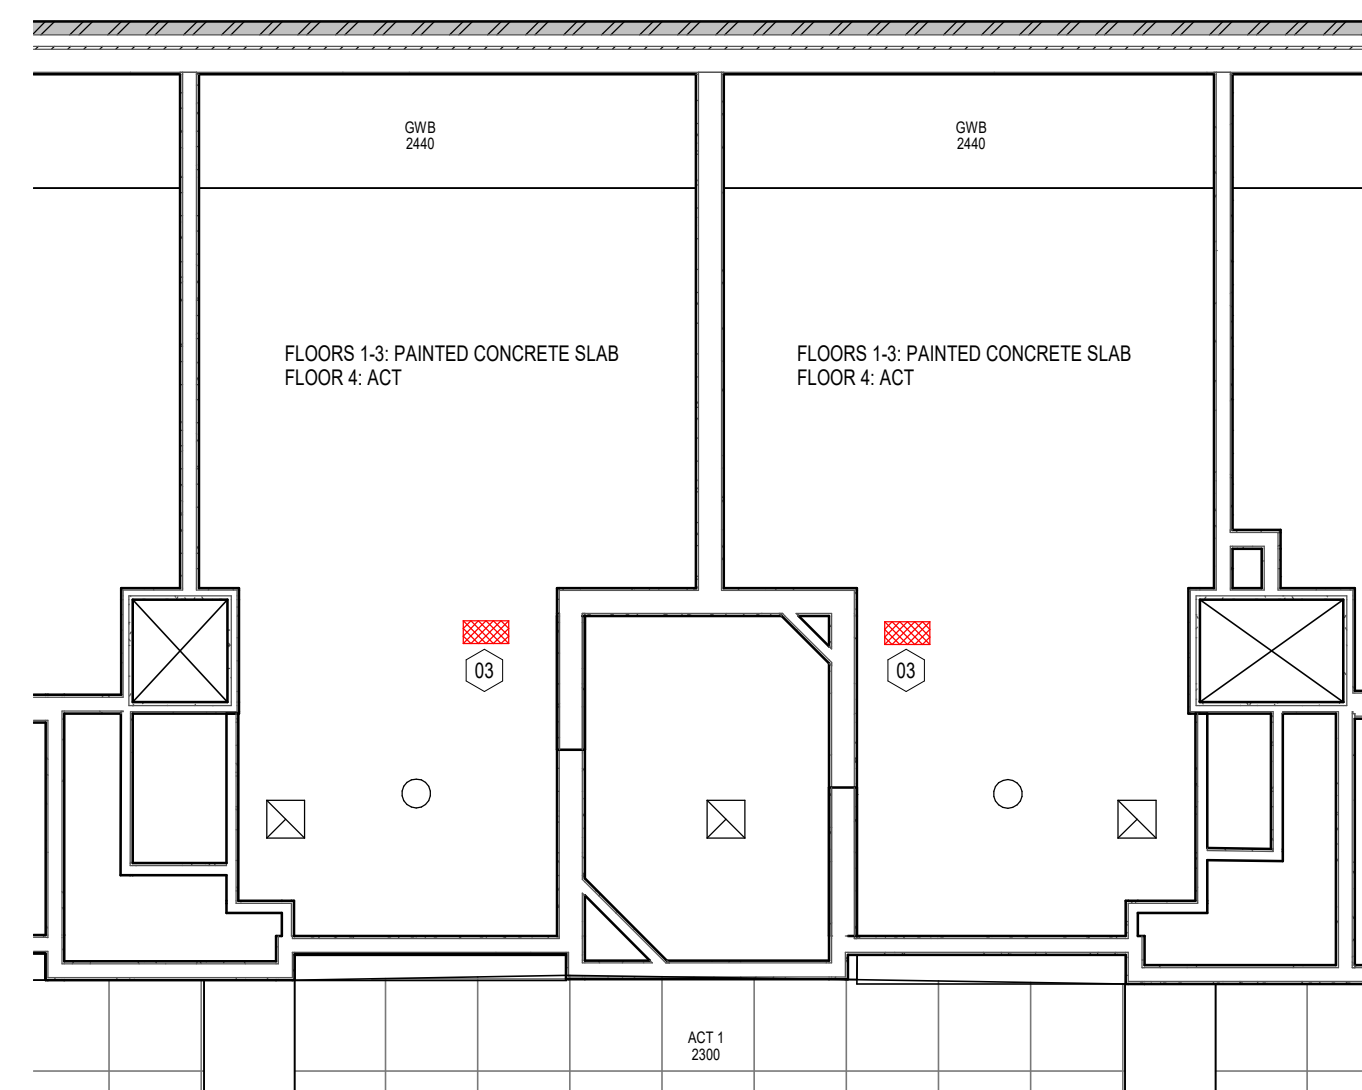 GWB
2440
GWB
2440
FLOORS 1-3: PAINTED CONCRETE SLAB
FLOOR 4: ACT
FLOORS 1-3: PAINTED CONCRETE SLAB
FLOOR 4: ACT
03
03
ACT 1
2300